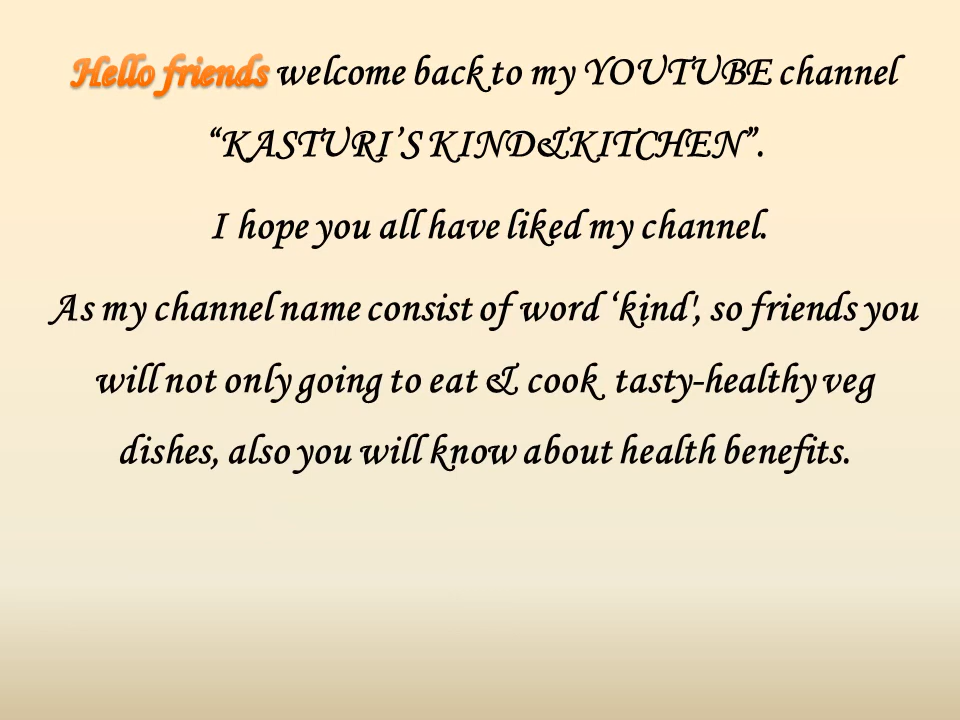 Hello friends welcome back to my YOUTUBE channel
“KASTURI’S KIND&KITCHEN”.
I hope you all have liked my channel.
As my channel name consist of word ‘kind', so friends you
will not only going to eat & cook tasty-healthy veg
dishes, also you will know about health benefits.